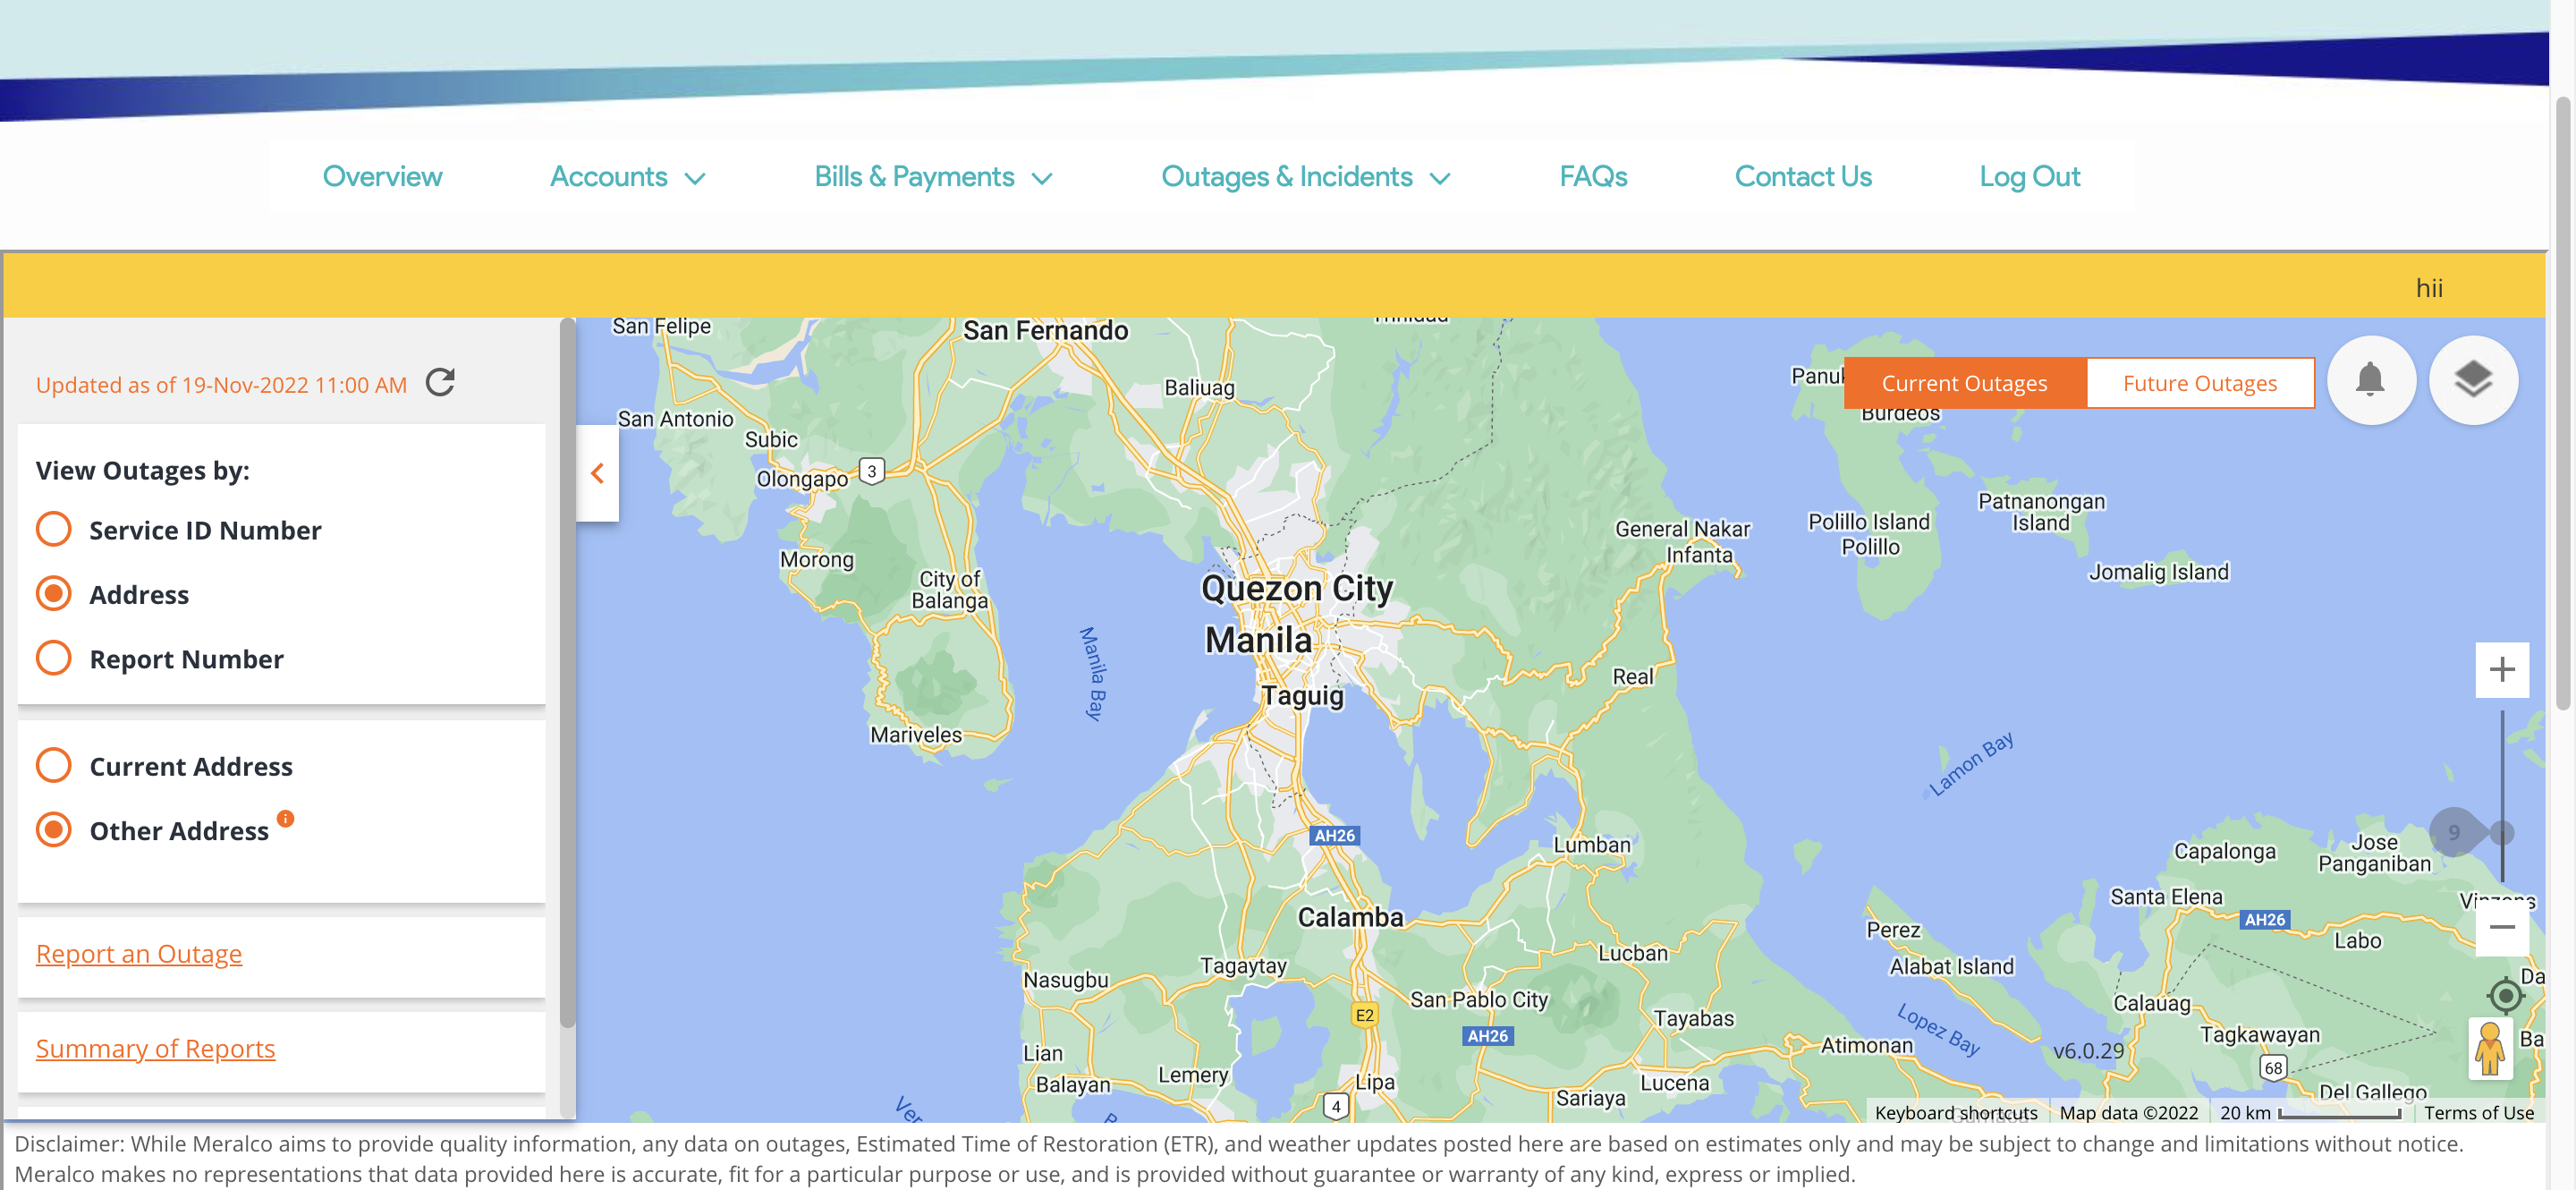 Overview Accounts Bills & Payments Outages & Incidents FAQs Contact Us Log Out
hii
Updated as of 19-Nov-2022 11:00 AM
View Outages by:
Service ID Number
Address
Report Number
Current Address
Other Address
i
Report an Outage
Summary of Reports
Current Outages Future Outages
San Felipe
San Fernando
Baliuag
San Antonio
Subic
Olongapo
3
Burdeos
Patnanongan
Island
General Nakar
Infanta
Polillo Island
Polillo
Jomalig Island
Morong
City of
Balanga
Quezon City
Manila
Manila Bay
Taguig
Real
Mariveles
Lamon Bay
9
AH26
Lumban
Capalonga
Jose
Panganiban
Santa Elena
AH26
Labo
Calamba
Perez
Lucban
Alabat Island
Tagaytay
Nasugbu
San Pablo City
Calauag
E2
AH26
Tayabas
Lopez Bay
Tagkawayan
Atimonan
v6.0.29
Lian
68
Balayan
Lemery
Lipa
Lucena
Sariaya
Del Gallego
4
Keyboard shortcuts Map data ©2022 20 km Terms of Use
Disclaimer: While Meralco aims to provide quality information, any data on outages, Estimated Time of Restoration (ETR), and weather updates posted here are based on estimates only and may be subject to change and limitations without notice.
Meralco makes no representations that data provided here is accurate, fit for a particular purpose or use, and is provided without guarantee or warranty of any kind, express or implied.